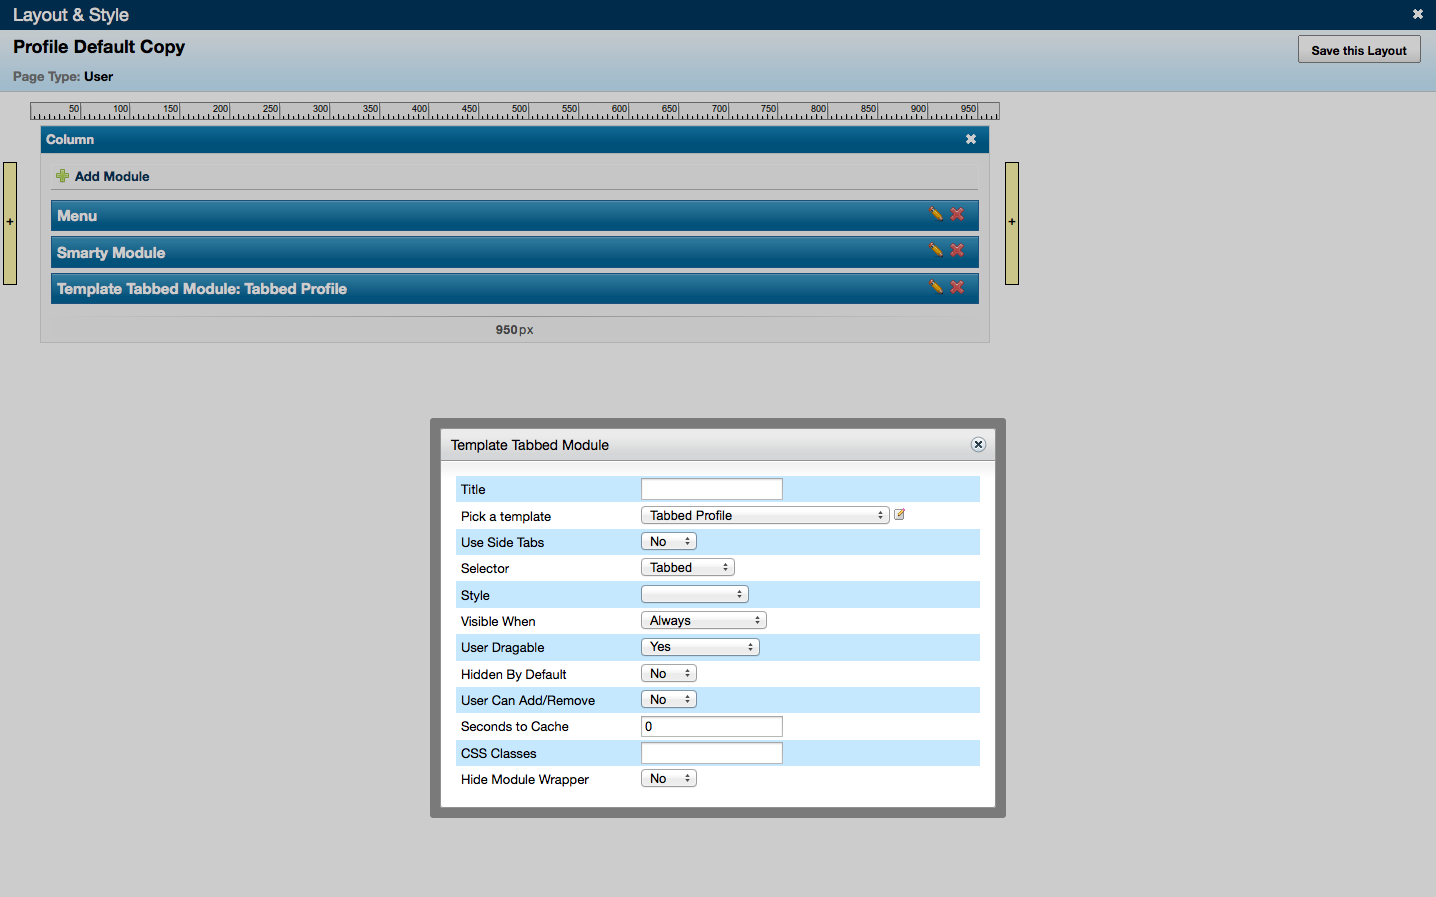 Layout & Style
Profile Default Copy
Save this Layout
Page Type: User
50 100 150 200 250 300 350 400 450 500 550 600 650 700 750 800 850 900 950
Column
Add Module
+
+
Menu
Smarty Module
Template Tabbed Module: Tabbed Profile
950px
Template Tabbed Module
Title
Pick a template Tabbed Profile
Use Side Tabs No
Selector Tabbed
Style
Visible When Always
User Dragable Yes
Hidden By Default No
User Can Add/Remove No
Seconds to Cache 0
CSS Classes
Hide Module Wrapper No